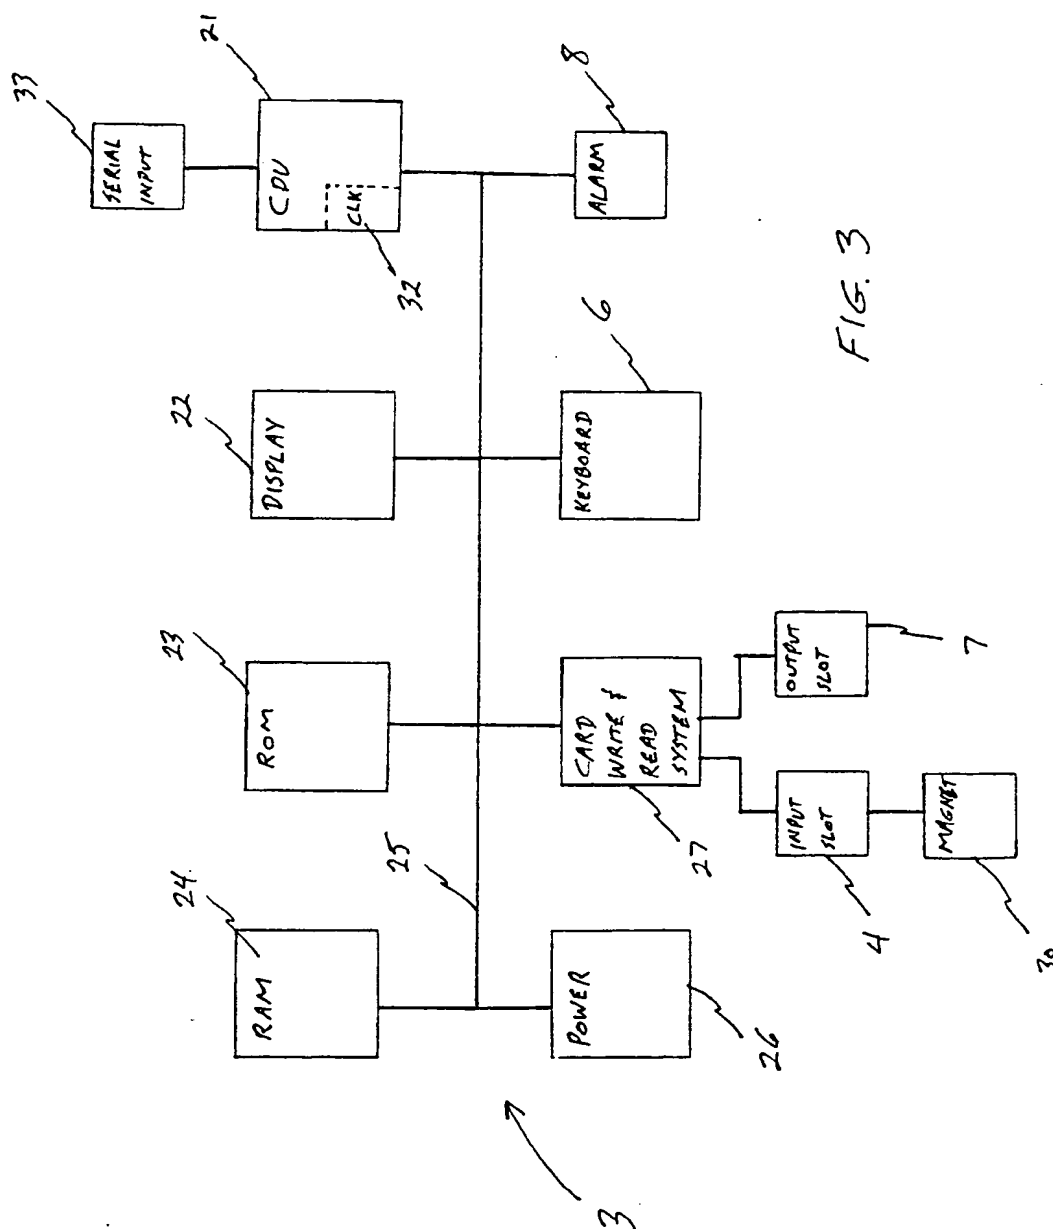 24
RAM
23
ROM
22
DISPLAY
21
CPU
CLK
32
33
SERIAL
INPUT
25
3
POWER
26
CARD
WRITE &
READ
SYSTEM
27
KEYBOARD
6
ALARM
8
INPUT
SLOT
4
OUTPUT
SLOT
7
MAGNET
30
FIG. 3